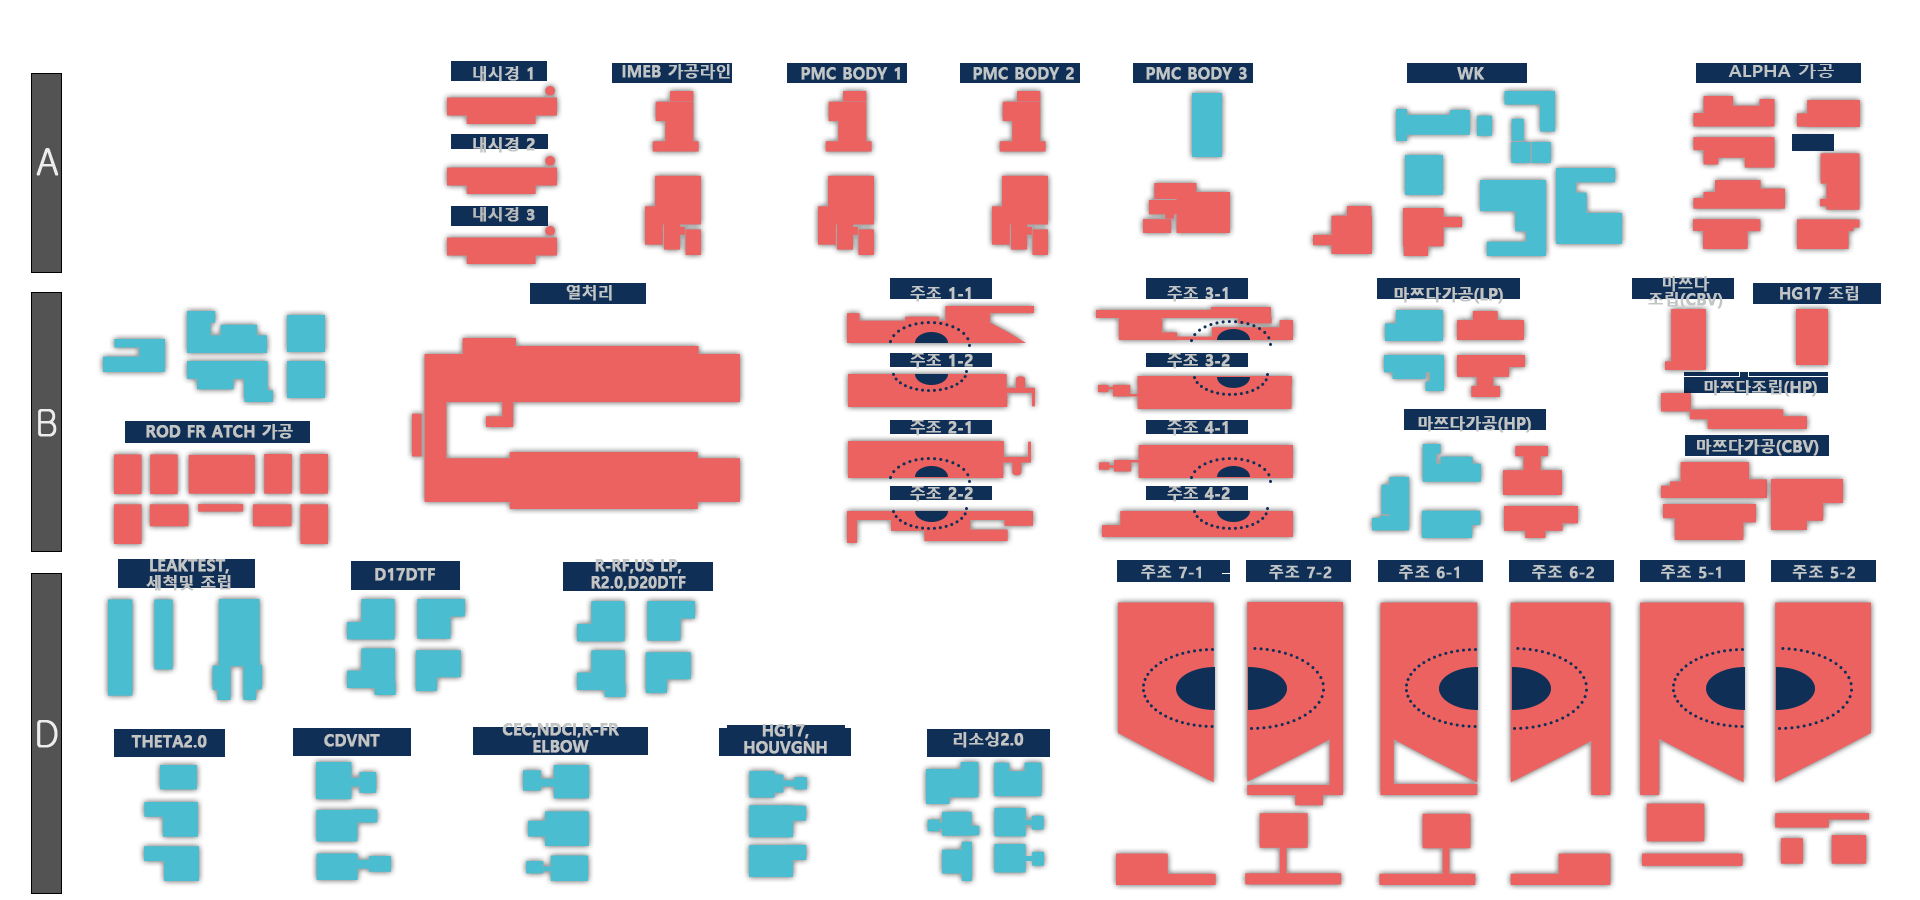 A
내시경 1
IMEB 가공라인
PMC BODY 1
PMC BODY 2
PMC BODY 3
WK
ALPHA 가공
내시경 2
내시경 3
B
열처리
주조 1-1
주조 3-1
마쯔다가공(LP)
마쯔다
조립(CBV)
HG17 조립
주조 1-2
주조 3-2
마쯔다조립(HP)
ROD FR ATCH 가공
주조 2-1
주조 4-1
마쯔다가공(HP)
마쯔다가공(CBV)
주조 2-2
주조 4-2
D
LEAKTEST,
세척및 조립
D17DTF
R-RF,US LP,
R2.0,D20DTF
주조 7-1
주조 7-2
주조 6-1
주조 6-2
주조 5-1
주조 5-2
THETA2.0
CDVNT
CEC,NDCI,R-FR
ELBOW
HG17,
HOUVGNH
리소싱2.0